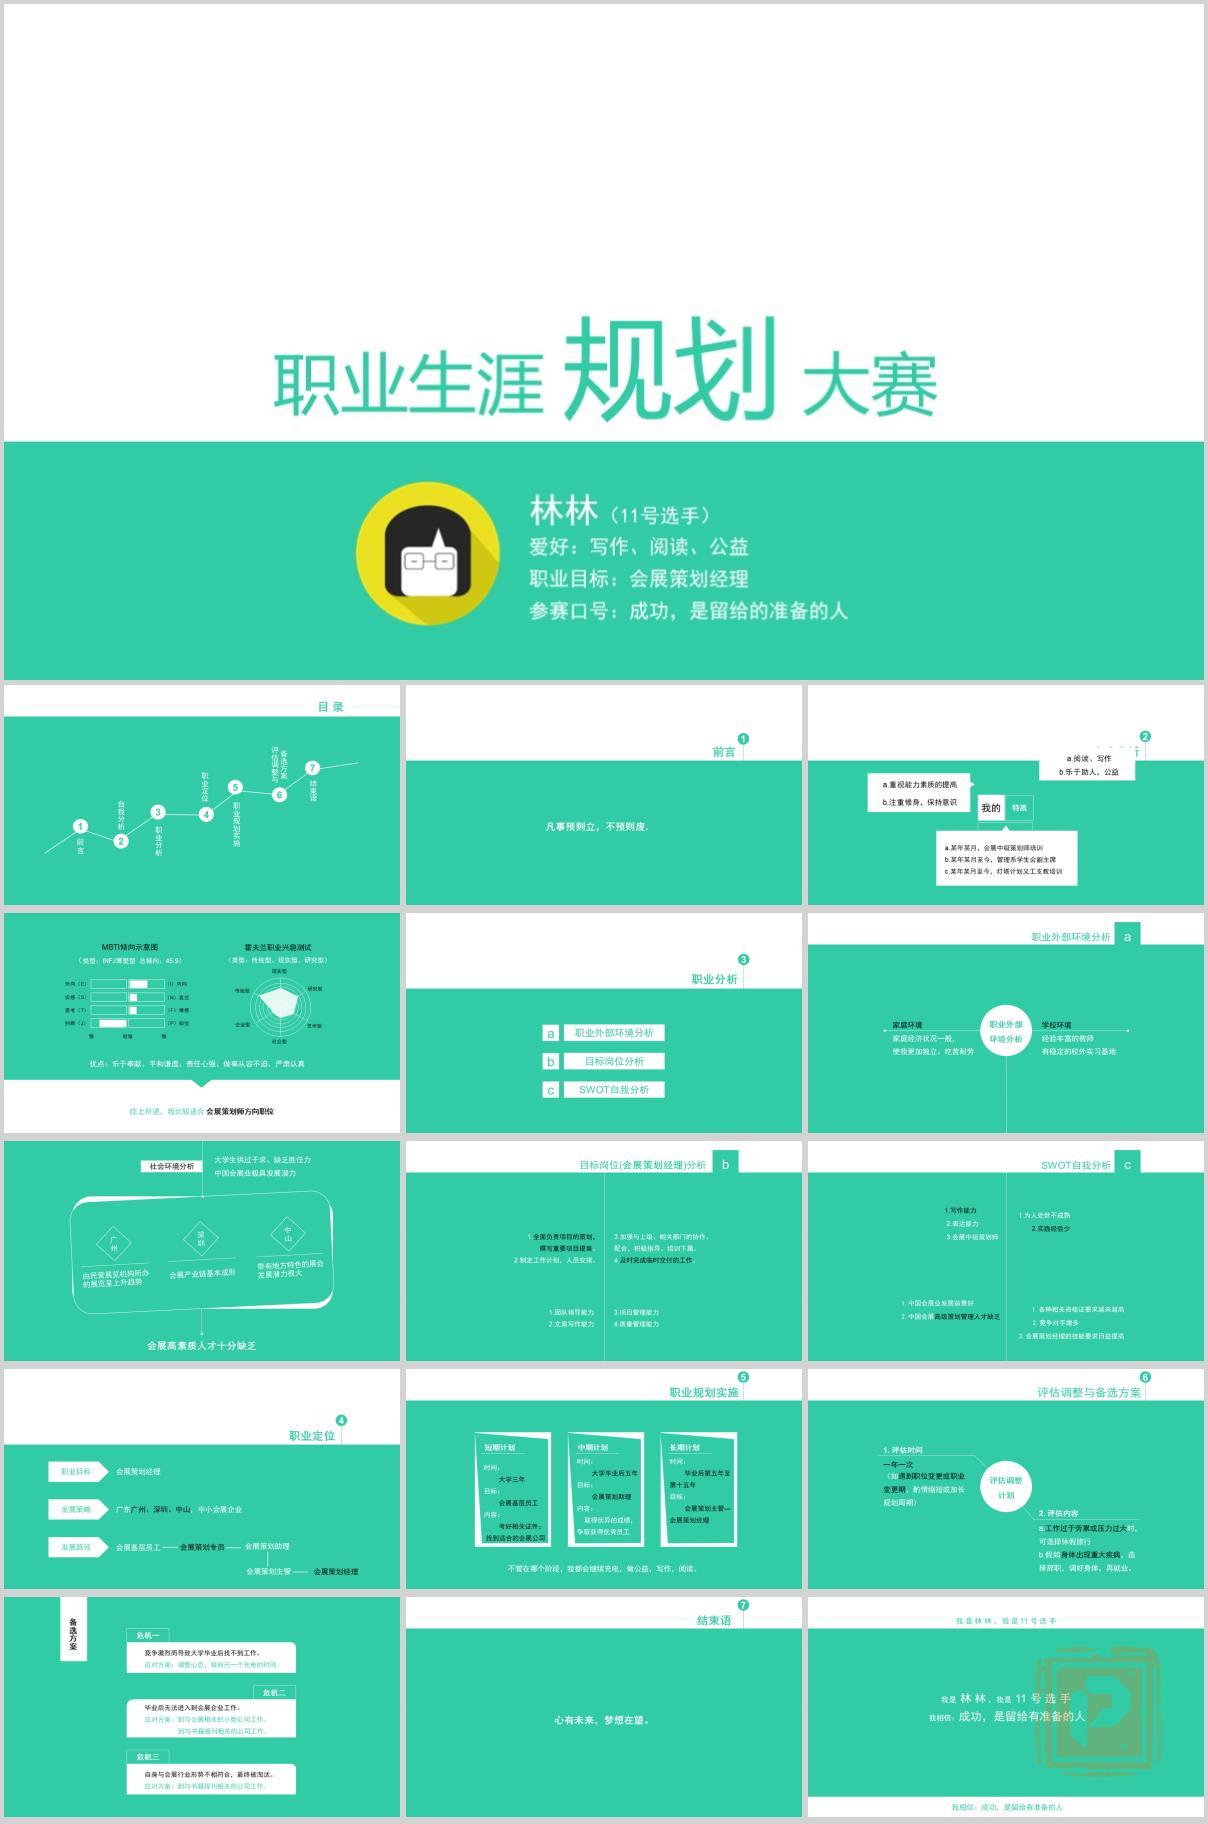 职业生涯 规划 大赛
林林（11号选手）
爱好：写作、阅读、公益
职业目标：会展策划经理
参赛口号：成功，是留给的准备的人
目 录
1 前言
2 自我分析
3 职业分析
4 职业定位
5 职业规划实施
6 评估调整与备选方案
7 结束语
1
前言
凡事预则立，不预则废.
2
a.阅读、写作
b.乐于助人，公益
a.重视能力素质的提高
b.注重修身，保持意识
我的 特质
a.某年某月，会展中级策划师培训
b.某年某月至今，管理系学生会副主席
c.某年某月至今，灯塔计划义工支教培训
MBTI倾向示意图
（类型：INFJ博爱型 总倾向：45.9）
外向（E） （I）内向
实感（S） （N）直觉
思考（T） （F）情感
判断（J） （P）知觉
强 较弱 强
霍夫兰职业兴趣测试
（类型：传统型、现实型、研究型）
现实型
传统型 研究型
企业型 艺术型
社会型
优点：乐于奉献、平和谦虚、责任心强、做事从容不迫、严肃认真
综上所述，我比较适合 会展策划师方向职位
3
职业分析
a 职业外部环境分析
b 目标岗位分析
c SWOT自我分析
职业外部环境分析 a
职业外部
环境分析
家庭环境
家庭经济状况一般，
使我更加独立、吃苦耐劳
学校环境
经验丰富的教师
有稳定的校外实习基地
社会环境分析
大学生供过于求、缺乏胜任力
中国会展业极具发展潜力
广州
由民营展览机构所办
的展览呈上升趋势
深圳
会展产业链基本成形
中山
带有地方特色的展会
发展潜力很大
会展高素质人才十分缺乏
目标岗位(会展策划经理)分析 b
1.全面负责项目的策划,
撰写重要项目提案。
2.制定工作计划，人员安排。
3.加强与上级、相关部门的协作、
配合、积极指导、培训下属。
4.及时完成临时交付的工作。
1.团队领导能力
2.文案写作能力
3.项目管理能力
4.质量管理能力
SWOT自我分析 c
1.写作能力
2.表达能力
3.会展中级策划师
1.为人处世不成熟
2.实践经验少
1. 中国会展业发展前景好
2. 中国会展高级策划管理人才缺乏
1. 各种相关资格证要求越来越高
2. 竞争对手增多
3. 会展策划经理的技能要求日益提高
4
职业定位
职业目标 会展策划经理
发展策略 广东广州、深圳、中山，中小会展企业
发展路径 会展基层员工 会展策划专员 会展策划助理
会展策划主管 会展策划经理
5
职业规划实施
短期计划
时间：
大学三年
目标：
会展基层员工
内容：
考好相关证件；
找到适合的会展公司
中期计划
时间：
大学毕业后五年
目标：
会展策划助理
内容：
取得优异的成绩，
争取获得优秀员工
长期计划
时间：
毕业后第五年至
第十五年
目标：
会展策划主管—
会展策划经理
不管在哪个阶段，我都会继续充电，做公益，写作，阅读。
6
评估调整与备选方案
1. 评估时间
一年一次
（如遇到职位变更或职业
变更期，酌情缩短或加长
规划周期）
评估调整
计划
2. 评估内容
a.工作过于劳累或压力过大时，
可选择休假旅行
b.假如身体出现重大疾病，选
择辞职，调好身体，再就业。
备选方案
危机一
竞争激烈而导致大学毕业后找不到工作。
应对方案：调整心态，给自己一个充电的时间。
危机二
毕业后无法进入到会展企业工作。
应对方案：到与会展相关的小型公司工作。
到与书籍报刊相关的公司工作。
危机三
自身与会展行业形势不相符合，最终被淘汰。
应对方案：到与书籍报刊相关的公司工作。
7
结束语
心有未来，梦想在望。
我是 林 林 ，我是 11 号 选 手
我是 林 林 ，我是 11 号 选 手
我相信：成功，是留给有准备的人
我相信：成功，是留给有准备的人